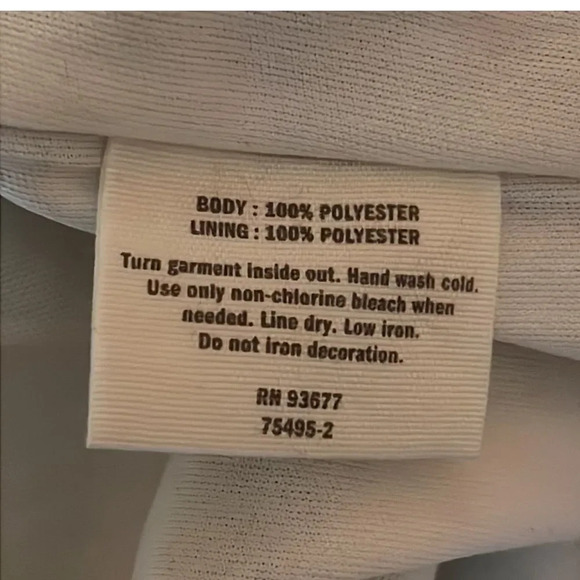 BODY : 100% POLYESTER
LINING : 100% POLYESTER
Turn garment inside out. Hand wash cold.
Use only non-chlorine bleach when
needed. Line dry. Low iron.
Do not iron decoration.
RN 93677
75495-2